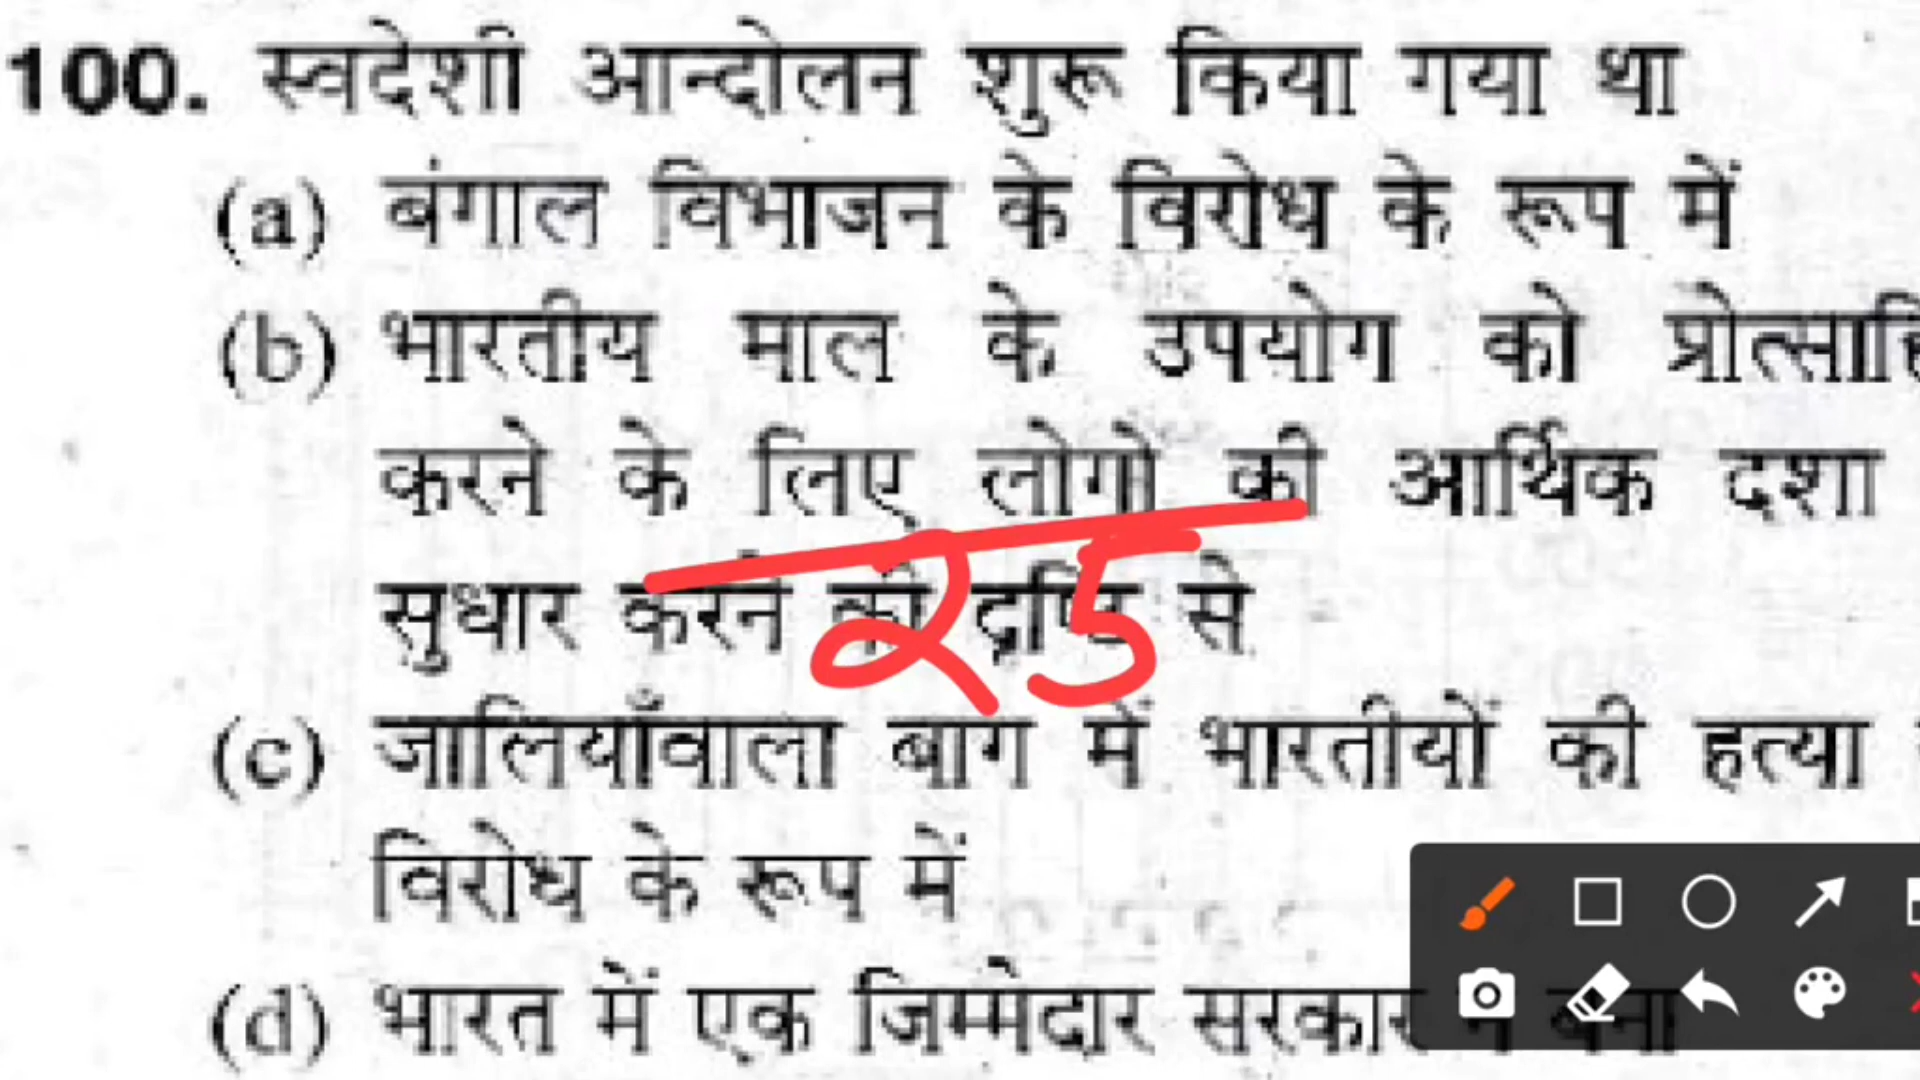 100. स्वदेशी आन्दोलन शुरू किया गया था
(a) बंगाल विभाजन के विरोध के रूप में
(b) भारतीय माल के उपयोग को
करने के लिए लोगों की आर्थिक दशा
सुधार करने की दृष्टि से
25
(c) जालियाँवाला बाग में भारतीयों की हत्या
विरोध के रूप में
(d) भारत में एक जिम्मेदार सरकार